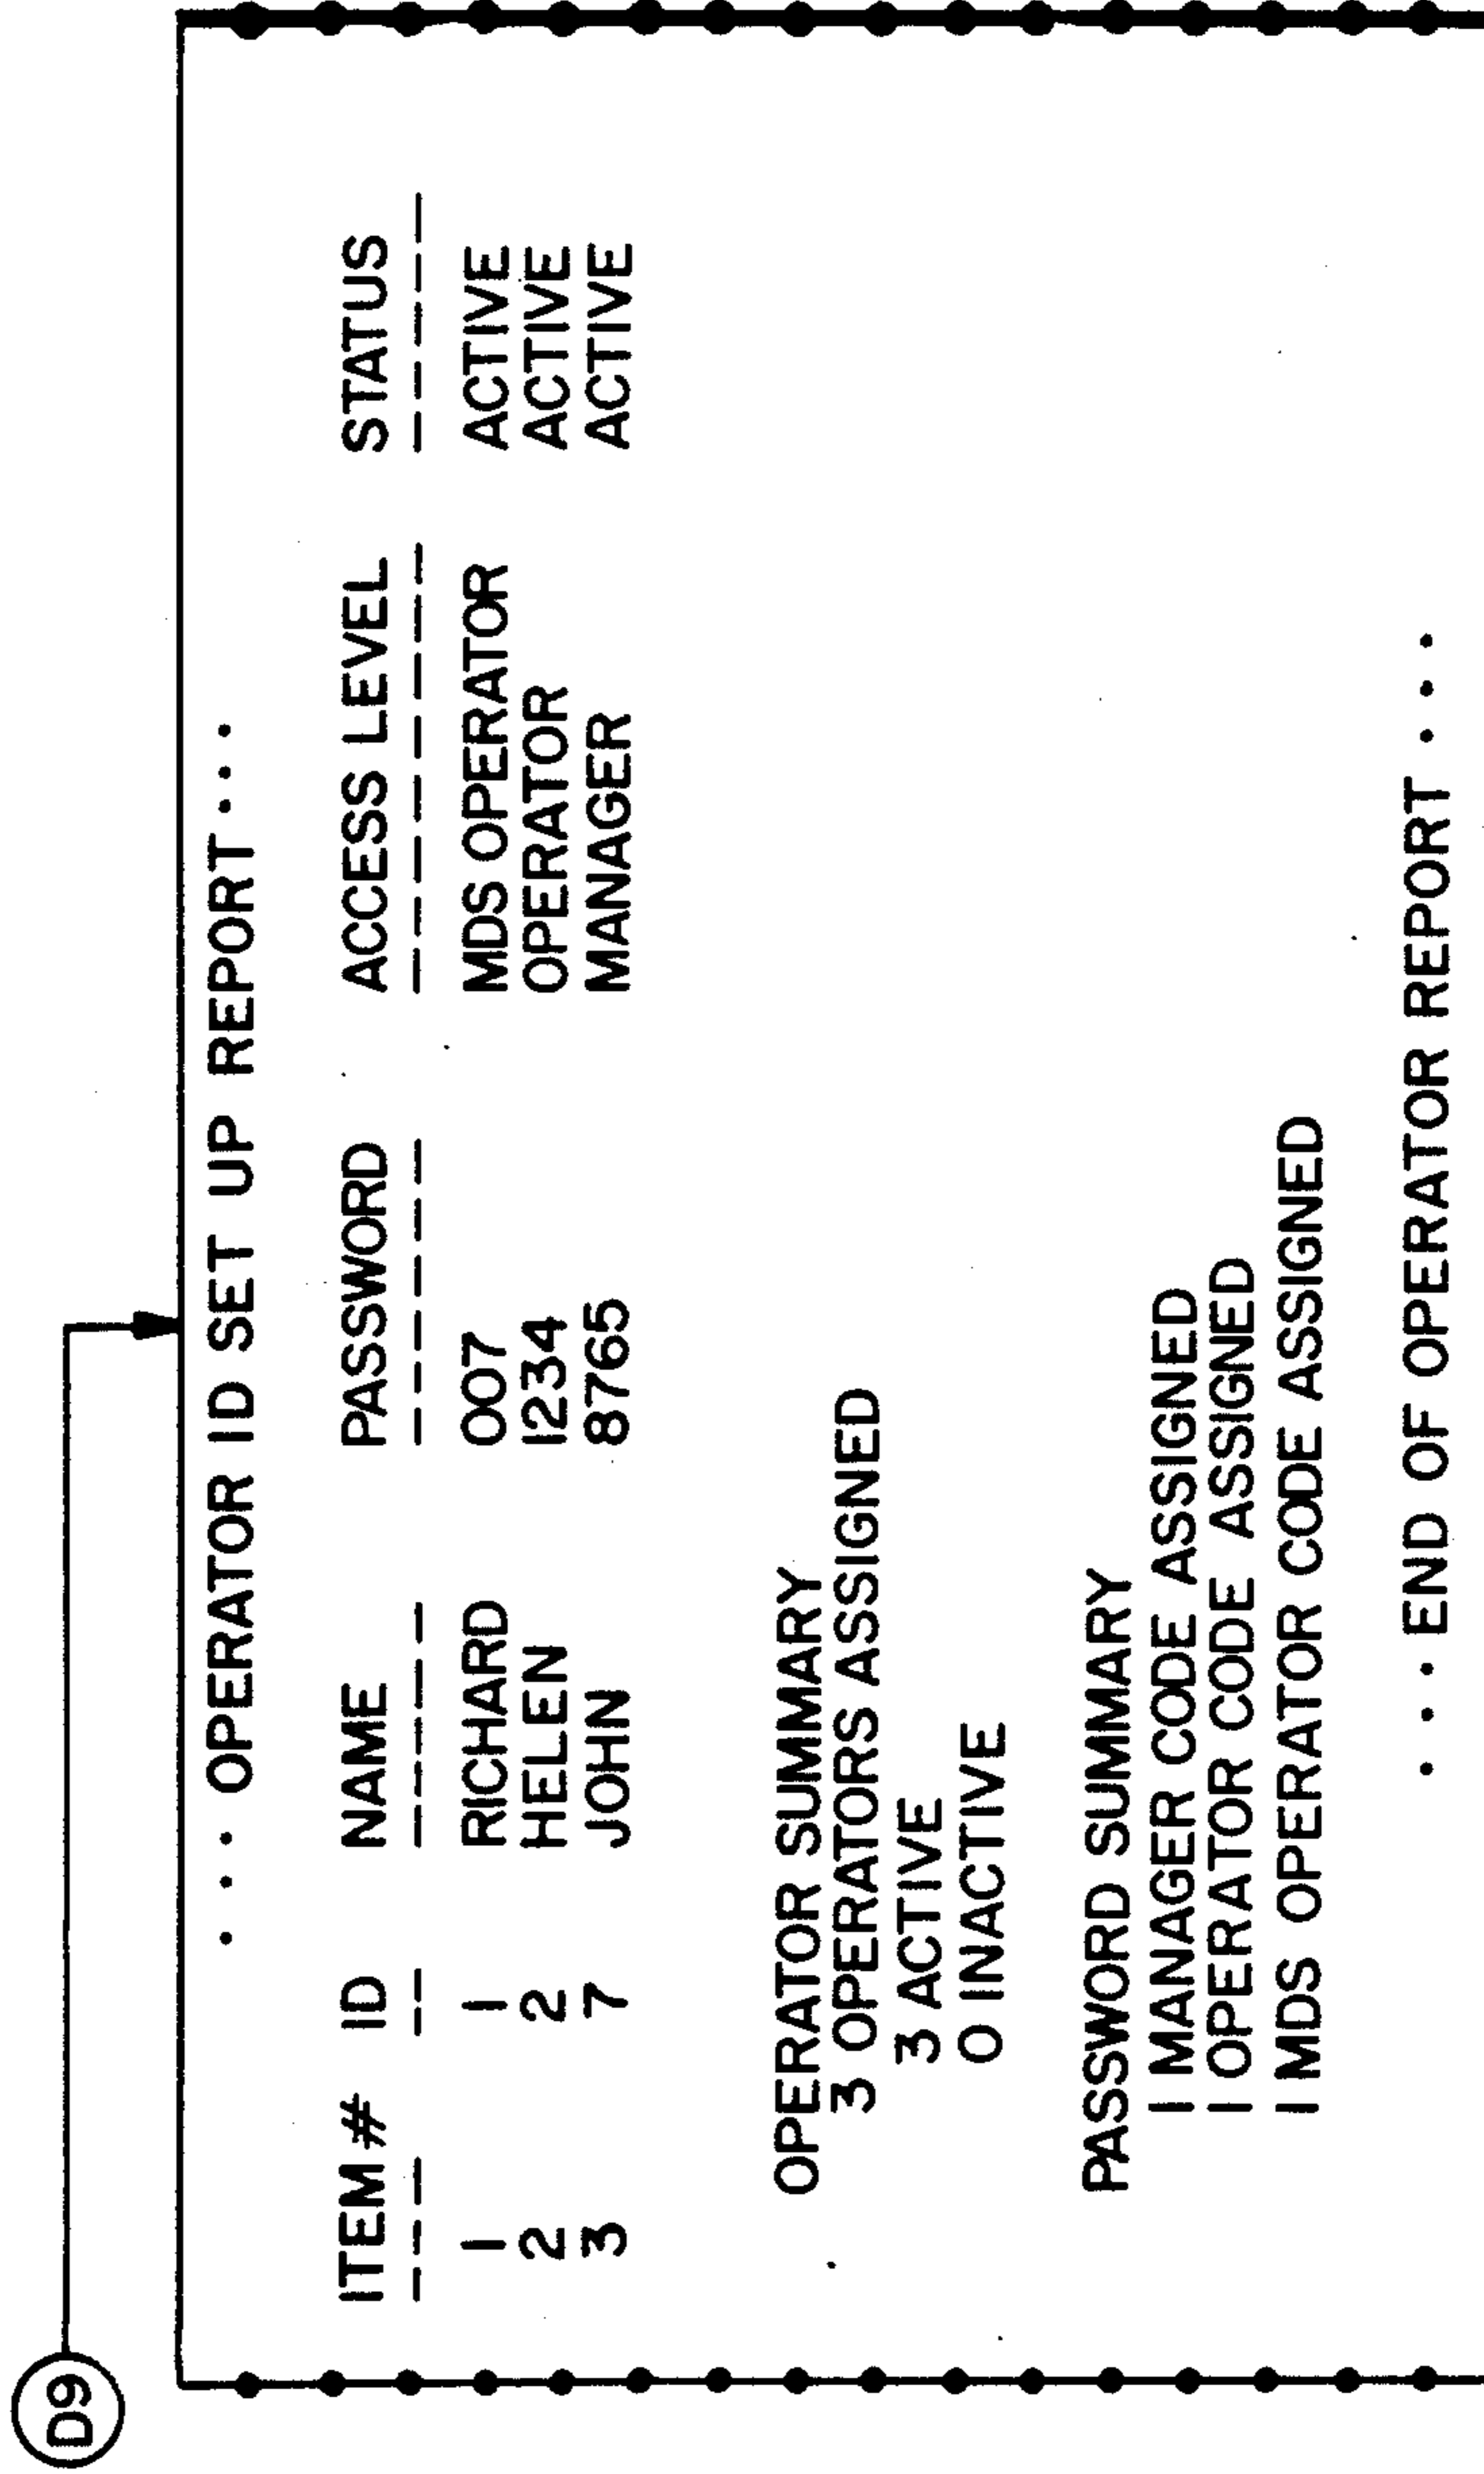 D9
... OPERATOR ID SET UP REPORT ...
ITEM # ID NAME PASSWORD ACCESS LEVEL STATUS
1 1 RICHARD 007 MDS OPERATOR ACTIVE
2 2 HELEN 1234 OPERATOR ACTIVE
3 7 JOHN 8765 MANAGER ACTIVE
OPERATOR SUMMARY
3 OPERATORS ASSIGNED
3 ACTIVE
0 INACTIVE
PASSWORD SUMMARY
1 MANAGER CODE ASSIGNED
1 OPERATOR CODE ASSIGNED
1 MDS OPERATOR CODE ASSIGNED
... END OF OPERATOR REPORT ...